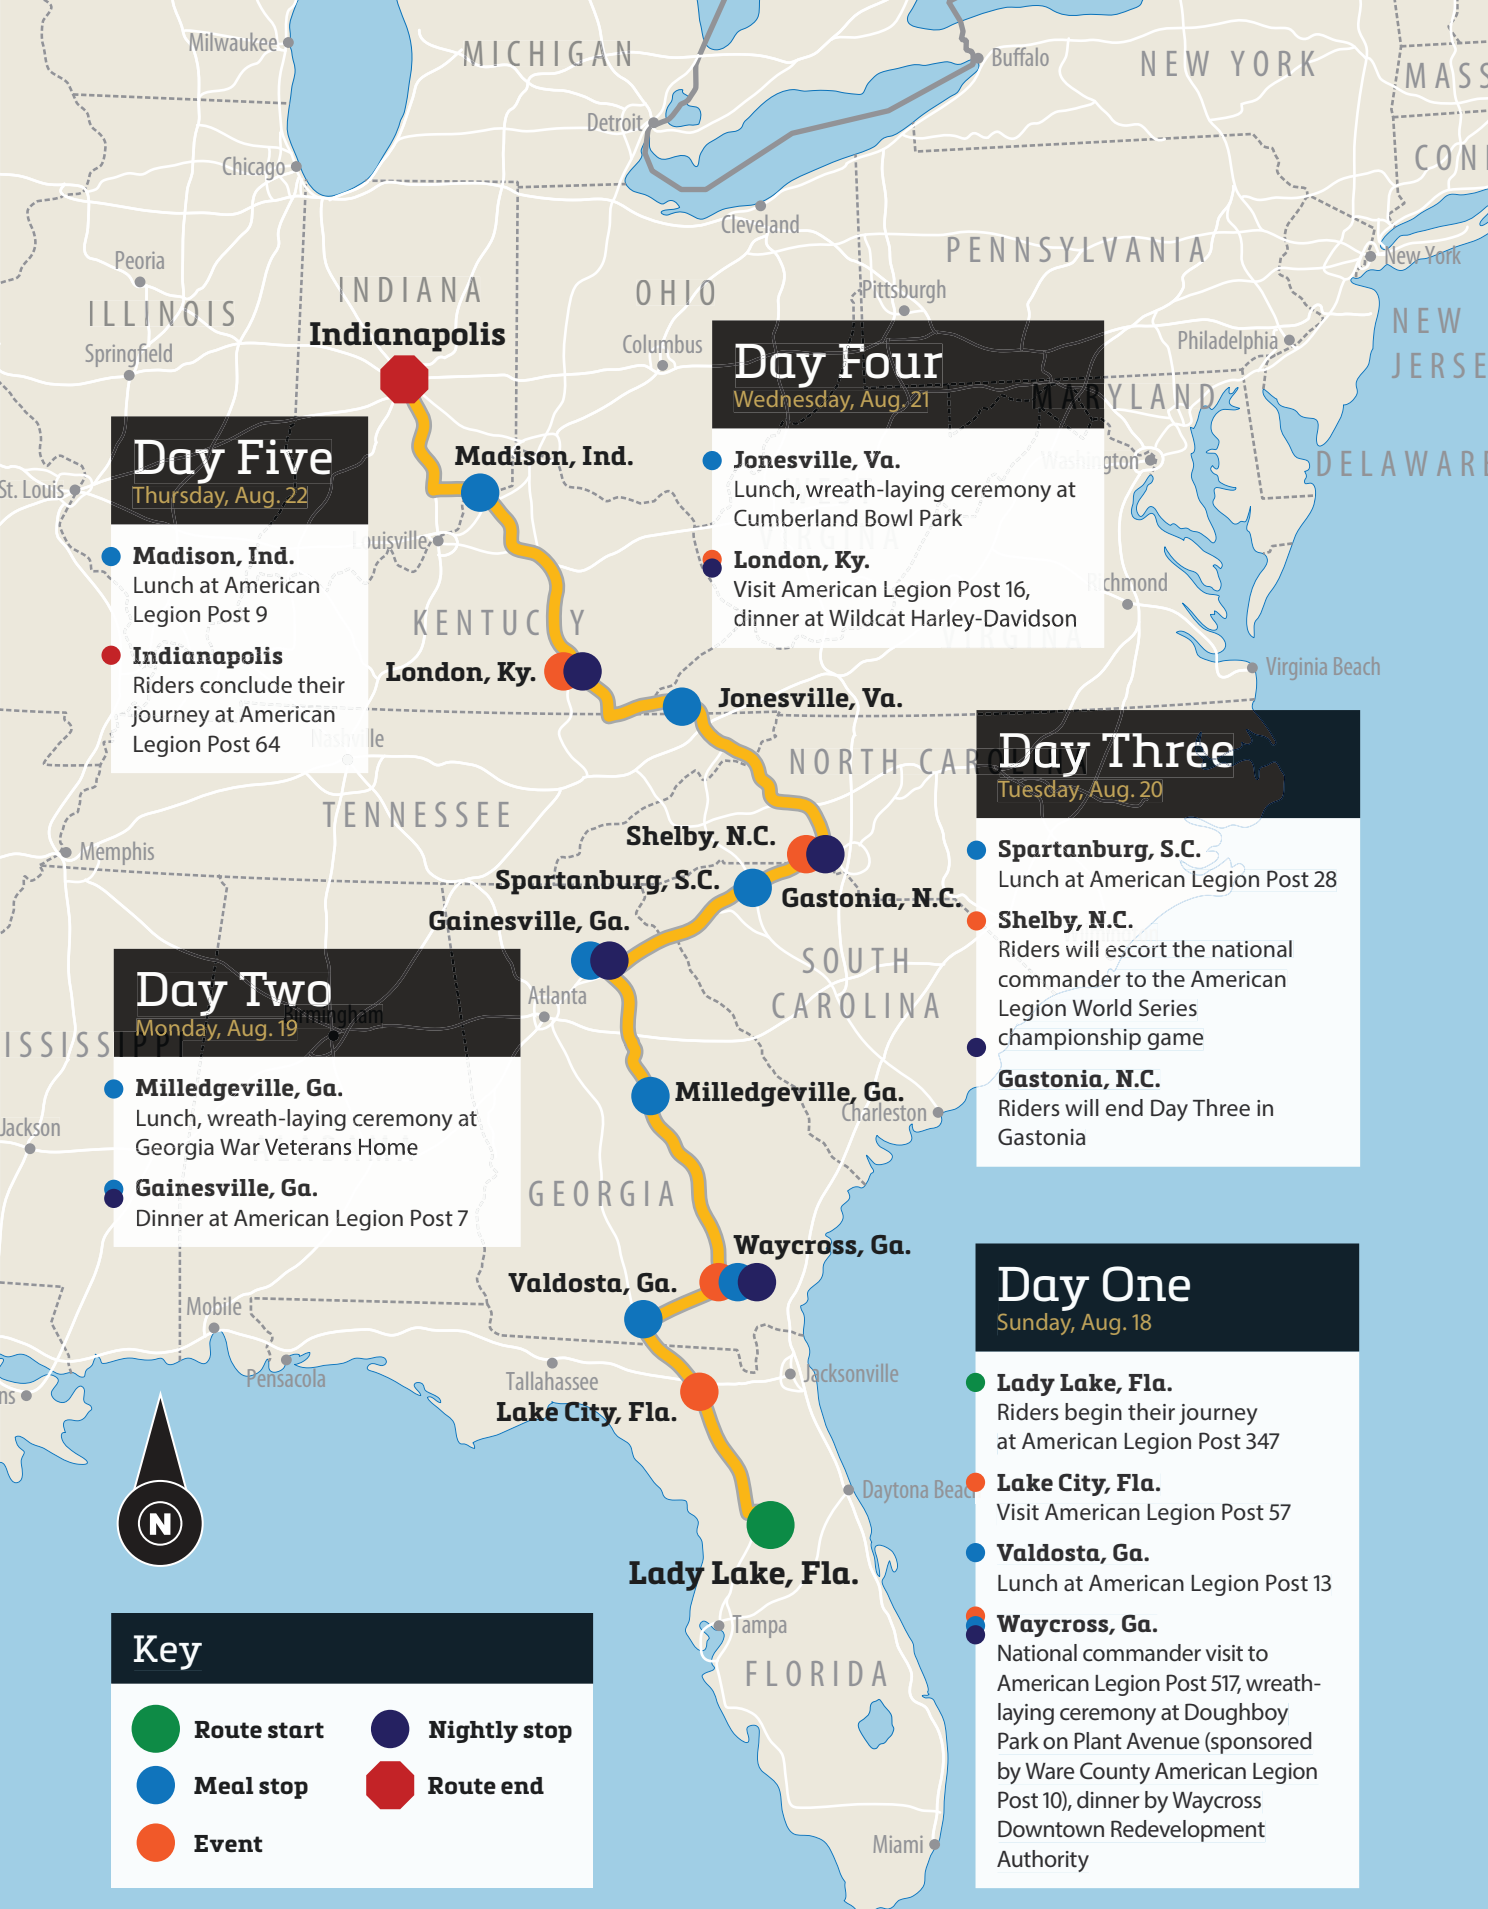 Milwaukee
MICHIGAN
Buffalo
NEW YORK
MASS
Detroit
Chicago
CON
Cleveland
PENNSYLVANIA
New York
Peoria
INDIANA
OHIO
Pittsburgh
ILLINOIS
NEW
JERSE
Indianapolis
Springfield
Columbus
Philadelphia
MARYLAND
Washington
DELAWARE
St. Louis
Madison, Ind.
Louisville
VIRGINIA
Richmond
VIRGINIA
KENTUCKY
Virginia Beach
London, Ky.
Jonesville, Va.
Nashville
NORTH CAROLINA
TENNESSEE
Memphis
Shelby, N.C.
Spartanburg, S.C.
Gastonia, N.C.
Gainesville, Ga.
SOUTH
CAROLINA
Atlanta
Birmingham
ISSISSIPPI
Milledgeville, Ga.
Charleston
Jackson
GEORGIA
Waycross, Ga.
Valdosta, Ga.
Mobile
Pensacola
Tallahassee
Jacksonville
ns
Lake City, Fla.
Daytona Beac
Lady Lake, Fla.
Tampa
FLORIDA
Miami
N
Day Five
Thursday, Aug. 22
Madison, Ind.
Lunch at American
Legion Post 9
Indianapolis
Riders conclude their
journey at American
Legion Post 64
Day Four
Wednesday, Aug. 21
Jonesville, Va.
Lunch, wreath-laying ceremony at
Cumberland Bowl Park
London, Ky.
Visit American Legion Post 16,
dinner at Wildcat Harley-Davidson
Day Three
Tuesday, Aug. 20
Spartanburg, S.C.
Lunch at American Legion Post 28
Shelby, N.C.
Riders will escort the national
commander to the American
Legion World Series
championship game
Gastonia, N.C.
Riders will end Day Three in
Gastonia
Day Two
Monday, Aug. 19
Milledgeville, Ga.
Lunch, wreath-laying ceremony at
Georgia War Veterans Home
Gainesville, Ga.
Dinner at American Legion Post 7
Day One
Sunday, Aug. 18
Lady Lake, Fla.
Riders begin their journey
at American Legion Post 347
Lake City, Fla.
Visit American Legion Post 57
Valdosta, Ga.
Lunch at American Legion Post 13
Waycross, Ga.
National commander visit to
American Legion Post 517, wreath-
laying ceremony at Doughboy
Park on Plant Avenue (sponsored
by Ware County American Legion
Post 10), dinner by Waycross
Downtown Redevelopment
Authority
Key
Route start
Nightly stop
Meal stop
Route end
Event